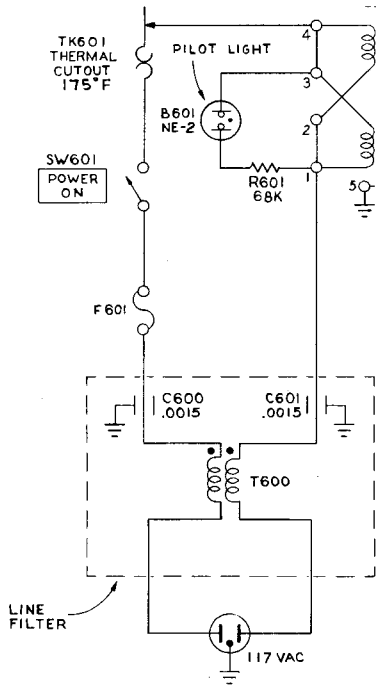 TK601
THERMAL
CUTOUT
175°F
PILOT LIGHT
4
3
B601
NE-2
2
SW601
POWER
ON
R601
68K
1
5
F601
C600
.0015
C601
.0015
T600
LINE
FILTER
117 VAC